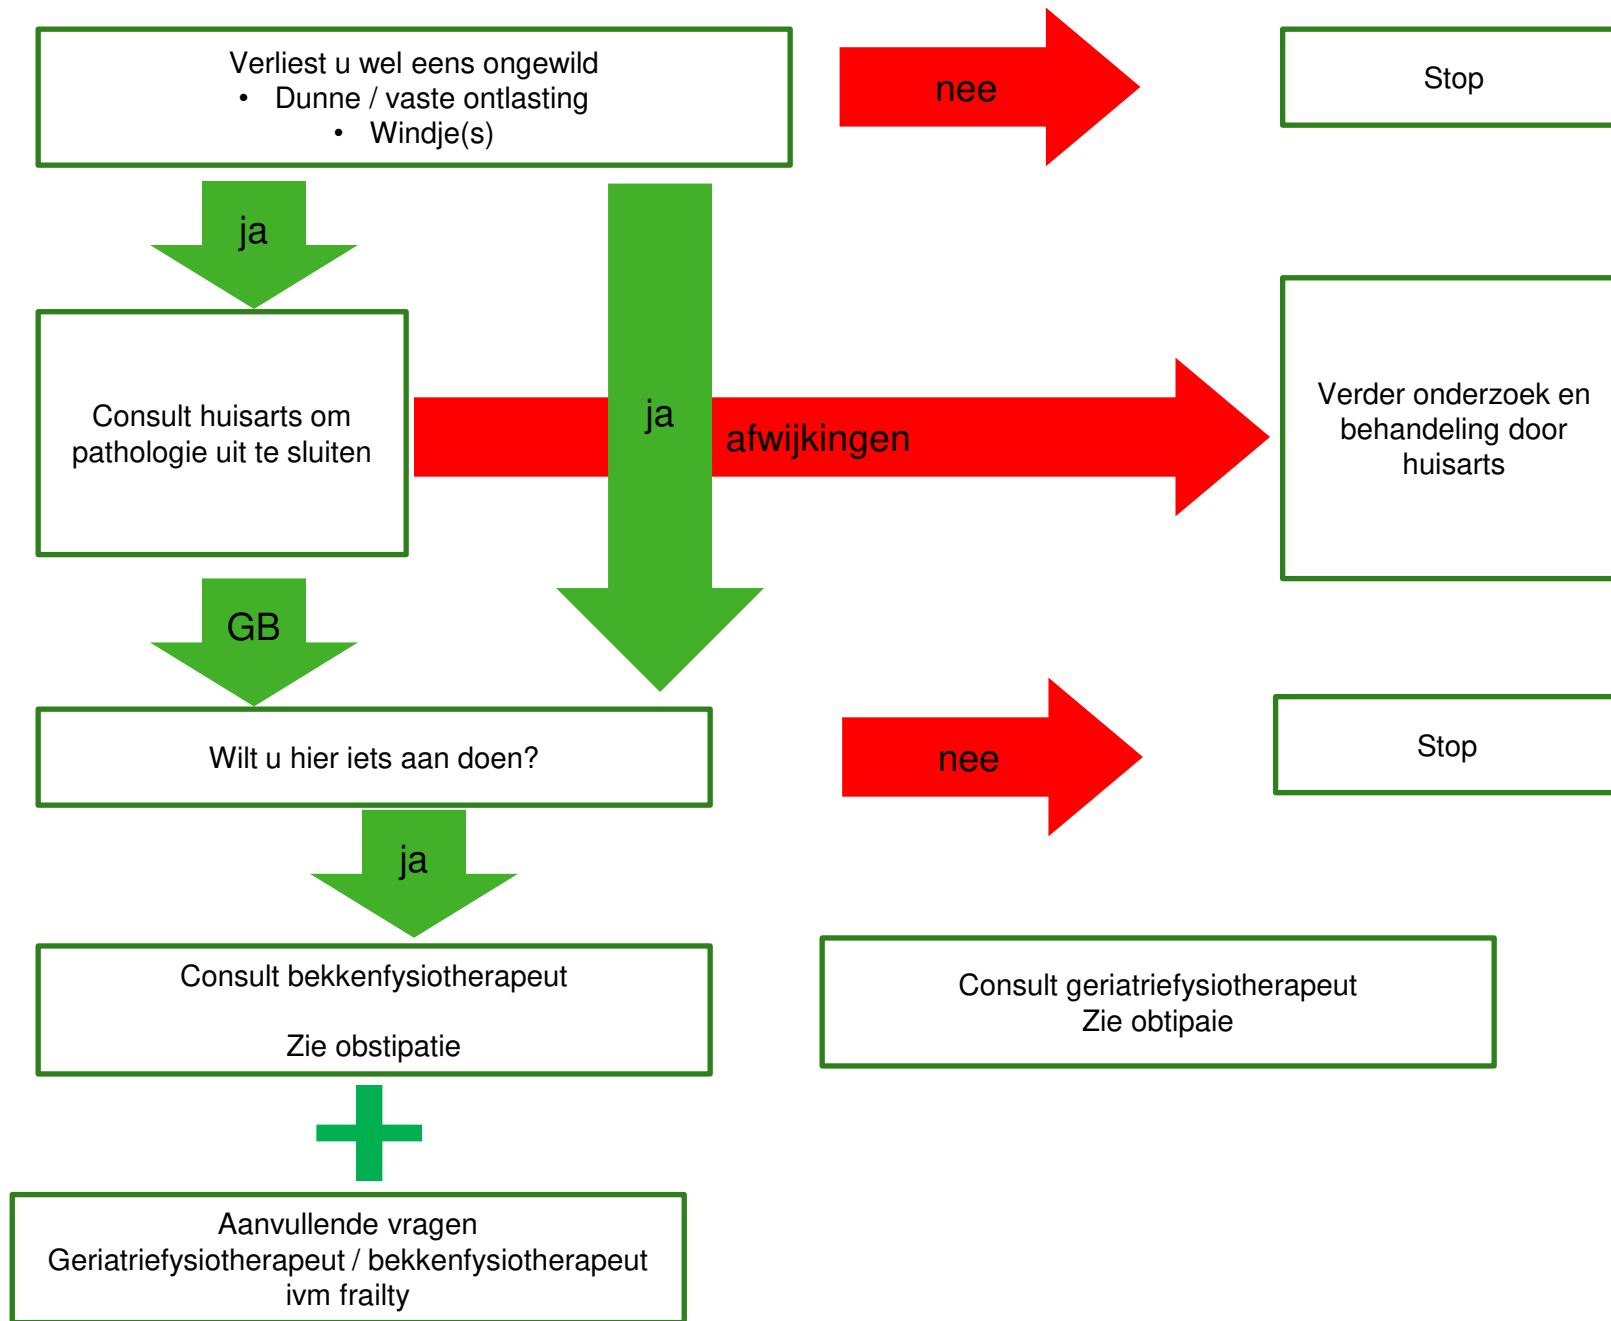 Verliest u wel eens ongewild
• Dunne / vaste ontlasting
• Windje(s)
nee
Stop
ja
ja
Consult huisarts om
pathologie uit te sluiten
afwijkingen
Verder onderzoek en
behandeling door
huisarts
GB
Wilt u hier iets aan doen?
nee
Stop
ja
Consult bekkenfysiotherapeut
Zie obstipatie
Consult geriatriefysiotherapeut
Zie obtipaie
Aanvullende vragen
Geriatriefysiotherapeut / bekkenfysiotherapeut
ivm frailty